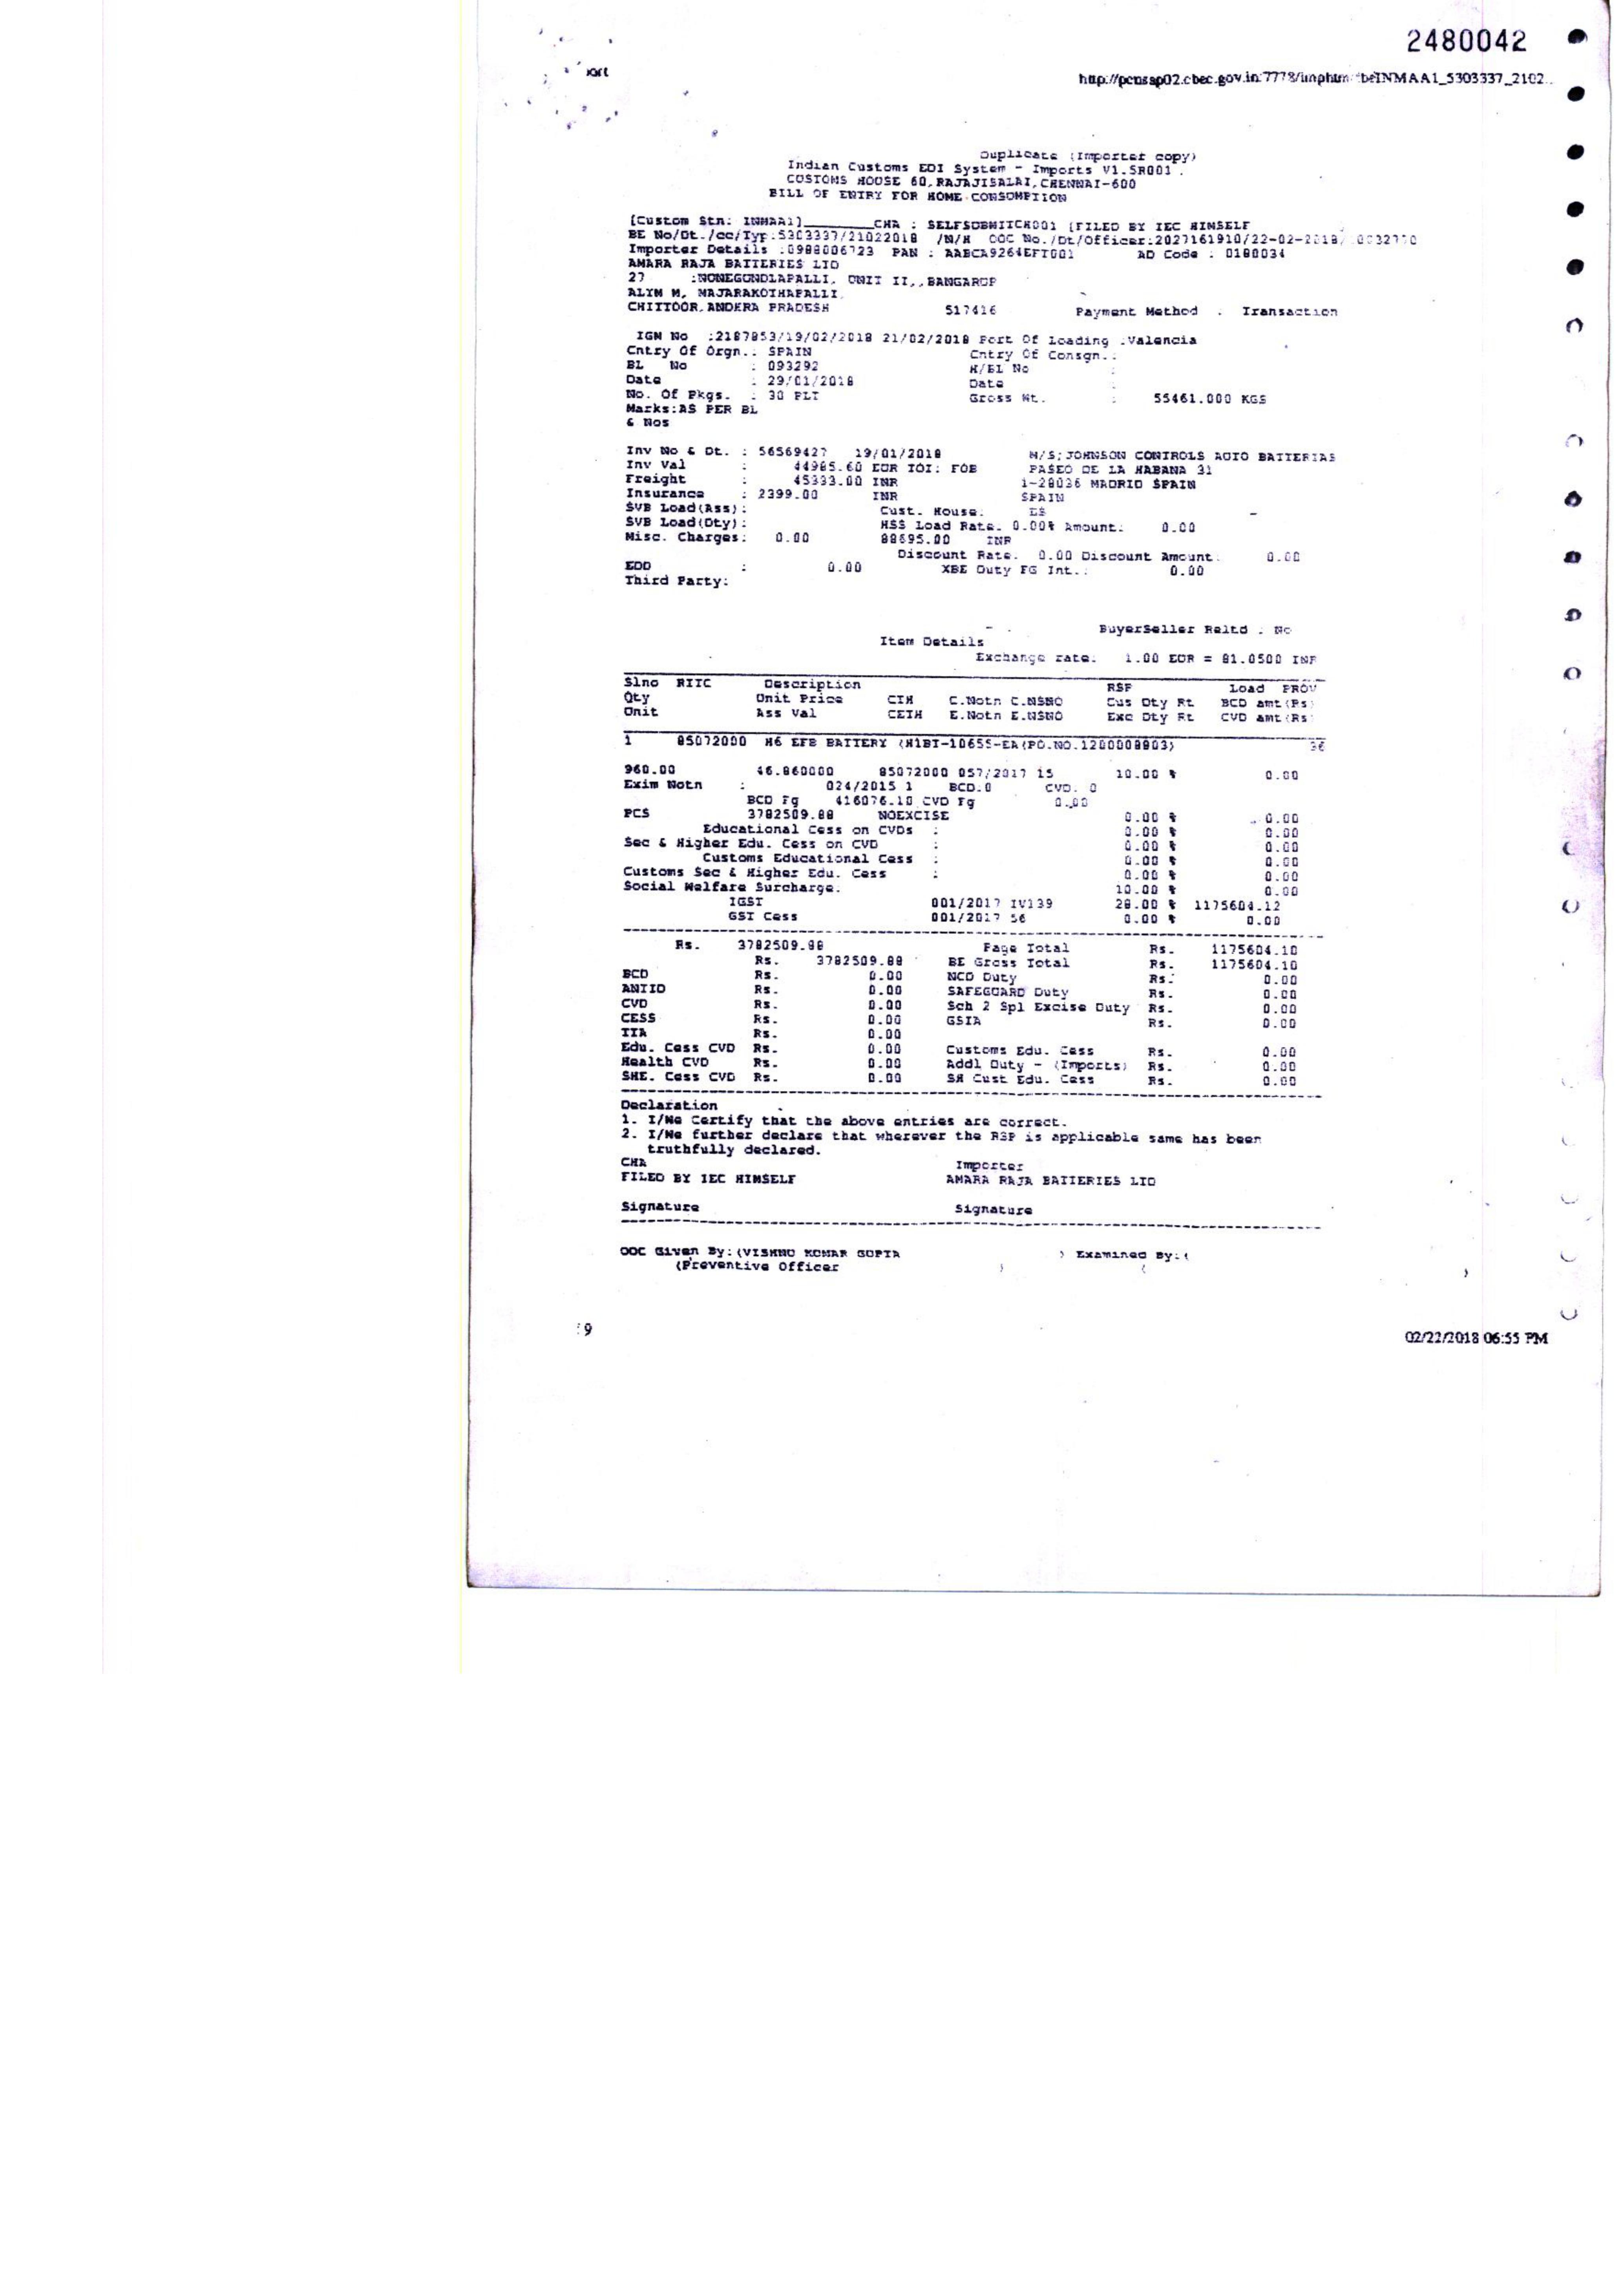 2480042
http://pcnssp02.cbec.gov.in:7778/
Duplicate (Importer copy)
Indian Customs EDI System - Imports V1.5R001 .
CUSTOMS HOUSE 60,RAJAJISALAI,CHENNAI-600
BILL OF ENTRY FOR HOME CONSUMPTION
[Custom Stn: INMAA1]________CHA : SELFSUBMITCH001 (FILED BY IEC HIMSELF
BE No/Dt./cc/Typ:5303337/21022018 /N/H OOC No./Dt/Officer:2027161910/22-02-2018/
Importer Details :0988006723 PAN : AABCA9264EFT001 AD Code : 0180034
AMARA RAJA BATTERIES LTD
27 :NUNEGUNDLAPALLI, UNIT II,,BANGARUP
ALYM M, MAJARAKOTHAPALLI
CHITTOOR,ANDHRA PRADESH 517416 Payment Method : Transaction
IGM No :2187853/19/02/2018 21/02/2018 Port Of Loading :Valencia
Cntry Of Orgn.: SPAIN Cntry Of Consgn.:
BL No : 093292 H/BL No :
Date : 29/01/2018 Date :
No. Of Pkgs. : 30 PLT Gross Wt. : 55461.000 KGS
Marks:AS PER BL
& Nos
Inv No & Dt. : 56569427 19/01/2018 M/S;JOHNSON CONTROLS AUTO BATTERIAS
Inv Val : 44985.60 EUR TOI: FOB PASEO DE LA HABANA 31
Freight : 45333.00 INR 1-28036 MADRID SPAIN
Insurance : 2399.00 INR SPAIN
SVB Load(Ass): Cust. House: ES
SVB Load(Dty): HSS Load Rate. 0.00% Amount: 0.00
Misc. Charges: 0.00 88695.00 INR
Discount Rate. 0.00 Discount Amount: 0.00
EDD : 0.00 XBE Duty FG Int.: 0.00
Third Party:
BuyerSeller Reltd : No
Item Details
Exchange rate: 1.00 EUR = 81.0500 INR
Slno RITC Description RSP Load PROV
Qty Unit Price CTH C.Notn C.NSNO Cus Dty Rt BCD amt(Rs)
Unit Ass Val CETH E.Notn E.NSNO Exc Dty Rt CVD amt(Rs)
1 85072000 H6 EFB BATTERY (H1BT-10655-EA(PO.NO.1200008803)
960.00 46.860000 85072000 057/2017 15 10.00 % 0.00
Exim Notn : 024/2015 1 BCD.0 CVD. 0
BCD Fg 416076.10 CVD Fg 0.00
PCS 3782509.88 NOEXCISE 0.00 % 0.00
Educational Cess on CVDs : 0.00 % 0.00
Sec & Higher Edu. Cess on CVD : 0.00 % 0.00
Customs Educational Cess : 0.00 % 0.00
Customs Sec & Higher Edu. Cess : 0.00 % 0.00
Social Welfare Surcharge. 10.00 % 0.00
IGST 001/2017 IV139 28.00 % 1175604.12
GST Cess 001/2017 56 0.00 % 0.00
Rs. 3782509.88 Page Total Rs. 1175604.10
Rs. 3782509.88 BE Gross Total Rs. 1175604.10
BCD Rs. 0.00 NCD Duty Rs. 0.00
ANTID Rs. 0.00 SAFEGUARD Duty Rs. 0.00
CVD Rs. 0.00 Sch 2 Spl Excise Duty Rs. 0.00
CESS Rs. 0.00 GSIA Rs. 0.00
TTA Rs. 0.00
Edu. Cess CVD Rs. 0.00 Customs Edu. Cess Rs. 0.00
Health CVD Rs. 0.00 Addl Duty - (Imports) Rs. 0.00
SHE. Cess CVD Rs. 0.00 SH Cust Edu. Cess Rs. 0.00
Declaration
1. I/We Certify that the above entries are correct.
2. I/We further declare that wherever the RSP is applicable same has been
truthfully declared.
CHA Importer
FILED BY IEC HIMSELF AMARA RAJA BATTERIES LTD
Signature Signature
OOC Given By:(VISHNU KUMAR GUPTA ) Examined By:(
(Preventive Officer ) ( )
02/22/2018 06:55 PM